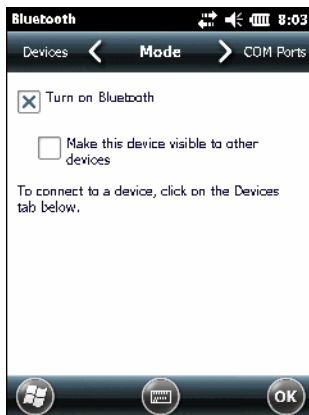 Bluetooth 8:03
Devices Mode COM Ports
Turn on Bluetooth
Make this device visible to other
devices
To connect to a device, click on the Devices
tab below.
OK